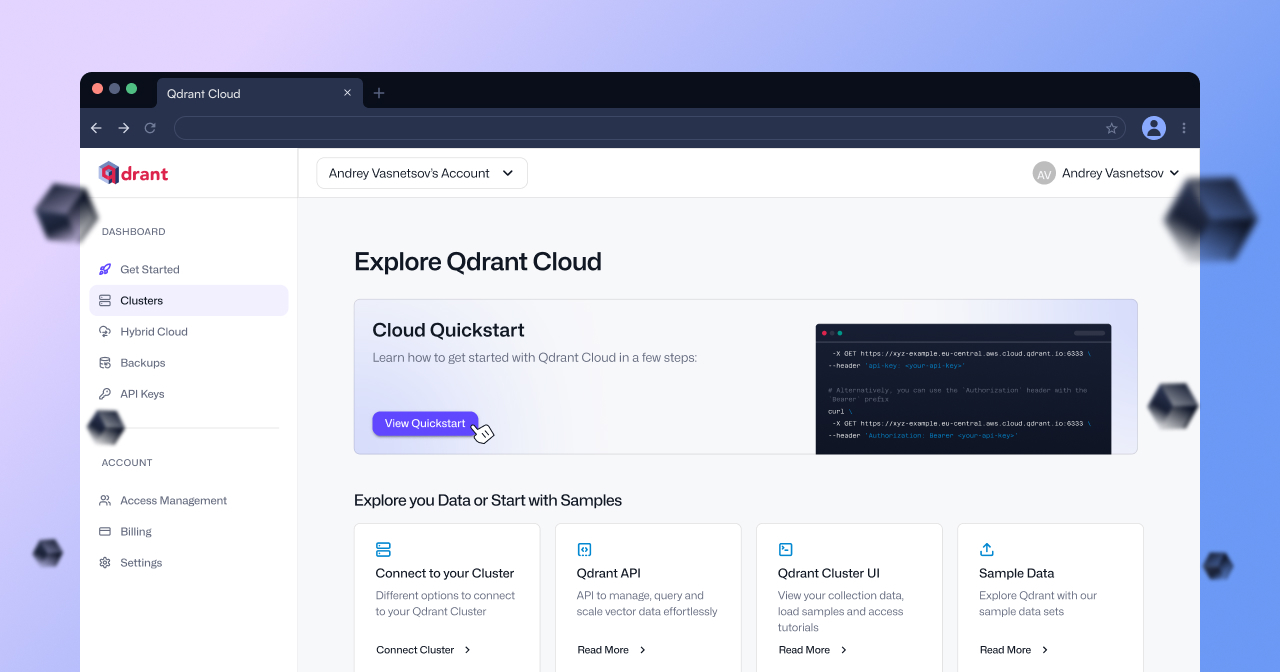 Qdrant Cloud
qdrant
Andrey Vasnetsov's Account
AV
Andrey Vasnetsov
DASHBOARD
Get Started
Clusters
Hybrid Cloud
Backups
API Keys
ACCOUNT
Access Management
Billing
Settings
Explore Qdrant Cloud
Cloud Quickstart
Learn how to get started with Qdrant Cloud in a few steps:
View Quickstart
-X GET https://xyz-example.eu-central.aws.cloud.qdrant.io:6333 \
--header 'api-key: <your-api-key>'
# Alternatively, you can use the `Authorization` header with the
`Bearer` prefix
curl \
-X GET https://xyz-example.eu-central.aws.cloud.qdrant.io:6333 \
--header 'Authorization: Bearer <your-api-key>'
Explore you Data or Start with Samples
Connect to your Cluster
Different options to connect
to your Qdrant Cluster
Connect Cluster
Qdrant API
API to manage, query and
scale vector data effortlessly
Read More
Qdrant Cluster UI
View your collection data,
load samples and access
tutorials
Read More
Sample Data
Explore Qdrant with our
sample data sets
Read More